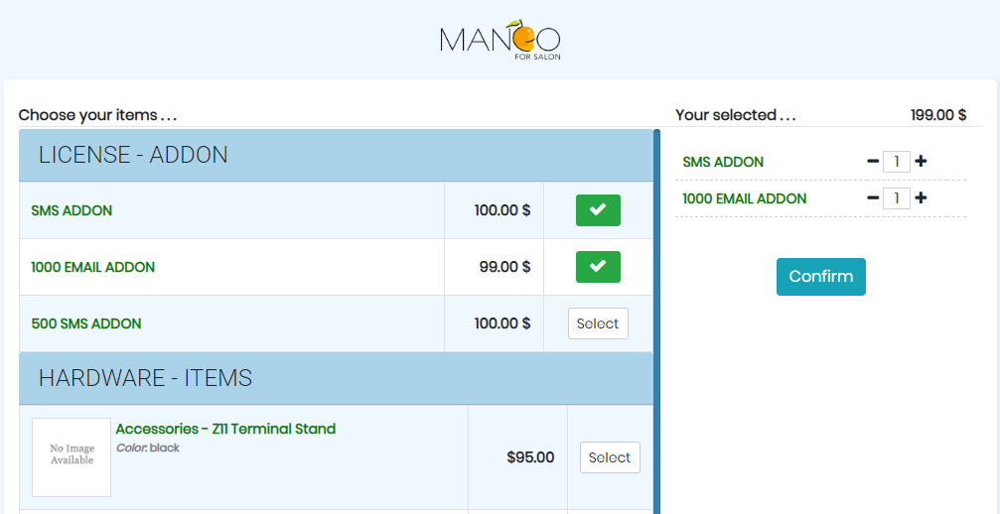 MANGO
FOR SALON
Choose your items . . .
LICENSE - ADDON
SMS ADDON 100.00 $
1000 EMAIL ADDON 99.00 $
500 SMS ADDON 100.00 $ Select
HARDWARE - ITEMS
No Image
Available
Accessories - Z11 Terminal Stand
Color: black
$95.00 Select
Your selected . . . 199.00 $
SMS ADDON 1
1000 EMAIL ADDON 1
Confirm